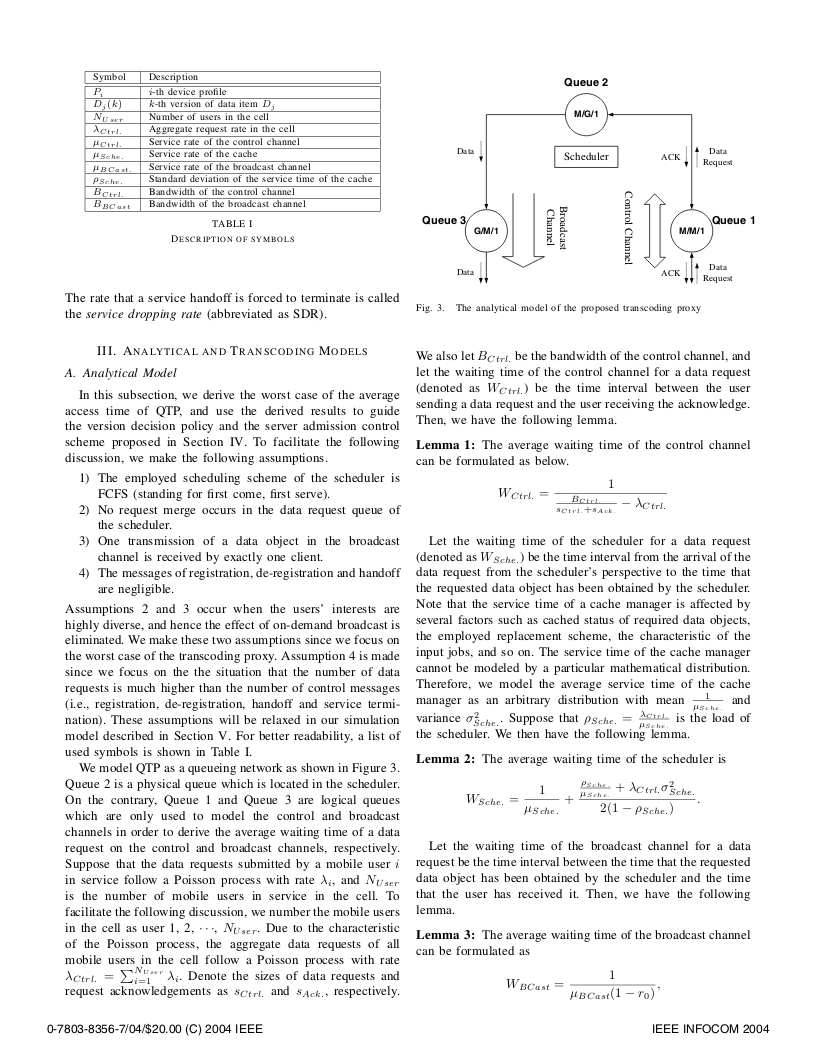 Symbol Description
P_i i-th device profile
D_j(k) k-th version of data item D_j
N_{User} Number of users in the cell
λ_{Ctrl.} Aggregate request rate in the cell
μ_{Ctrl.} Service rate of the control channel
μ_{Sche.} Service rate of the cache
μ_{BCast.} Service rate of the broadcast channel
ρ_{Sche.} Standard deviation of the service time of the cache
B_{Ctrl.} Bandwidth of the control channel
B_{BCast} Bandwidth of the broadcast channel
TABLE I
DESCRIPTION OF SYMBOLS
The rate that a service handoff is forced to terminate is called
the service dropping rate (abbreviated as SDR).
III. ANALYTICAL AND TRANSCODING MODELS
A. Analytical Model
In this subsection, we derive the worst case of the average
access time of QTP, and use the derived results to guide
the version decision policy and the server admission control
scheme proposed in Section IV. To facilitate the following
discussion, we make the following assumptions.
1) The employed scheduling scheme of the scheduler is
FCFS (standing for first come, first serve).
2) No request merge occurs in the data request queue of
the scheduler.
3) One transmission of a data object in the broadcast
channel is received by exactly one client.
4) The messages of registration, de-registration and handoff
are negligible.
Assumptions 2 and 3 occur when the users' interests are
highly diverse, and hence the effect of on-demand broadcast is
eliminated. We make these two assumptions since we focus on
the worst case of the transcoding proxy. Assumption 4 is made
since we focus on the the situation that the number of data
requests is much higher than the number of control messages
(i.e., registration, de-registration, handoff and service termi-
nation). These assumptions will be relaxed in our simulation
model described in Section V. For better readability, a list of
used symbols is shown in Table I.
We model QTP as a queueing network as shown in Figure 3.
Queue 2 is a physical queue which is located in the scheduler.
On the contrary, Queue 1 and Queue 3 are logical queues
which are only used to model the control and broadcast
channels in order to derive the average waiting time of a data
request on the control and broadcast channels, respectively.
Suppose that the data requests submitted by a mobile user i
in service follow a Poisson process with rate λ_i, and N_{User}
is the number of mobile users in service in the cell. To
facilitate the following discussion, we number the mobile users
in the cell as user 1, 2, ···, N_{User}. Due to the characteristic
of the Poisson process, the aggregate data requests of all
mobile users in the cell follow a Poisson process with rate
λ_{Ctrl.} = ∑_{i=1}^{N_{User}} λ_i. Denote the sizes of data requests and
request acknowledgements as s_{Ctrl.} and s_{Ack.}, respectively.
Queue 2
M/G/1
Data
Scheduler
ACK
Data
Request
Queue 3
G/M/1
Broadcast
Channel
Control Channel
M/M/1
Queue 1
Data
ACK
Data
Request
Fig. 3. The analytical model of the proposed transcoding proxy
We also let B_{Ctrl.} be the bandwidth of the control channel, and
let the waiting time of the control channel for a data request
(denoted as W_{Ctrl.}) be the time interval between the user
sending a data request and the user receiving the acknowledge.
Then, we have the following lemma.
Lemma 1: The average waiting time of the control channel
can be formulated as below.
W_{Ctrl.} = \frac{1}{\frac{B_{Ctrl.}}{s_{Ctrl.}+s_{Ack.}} − λ_{Ctrl.}}
Let the waiting time of the scheduler for a data request
(denoted as W_{Sche.}) be the time interval from the arrival of the
data request from the scheduler's perspective to the time that
the requested data object has been obtained by the scheduler.
Note that the service time of a cache manager is affected by
several factors such as cached status of required data objects,
the employed replacement scheme, the characteristic of the
input jobs, and so on. The service time of the cache manager
cannot be modeled by a particular mathematical distribution.
Therefore, we model the average service time of the cache
manager as an arbitrary distribution with mean \frac{1}{μ_{Sche.}} and
variance σ²_{Sche.}. Suppose that ρ_{Sche.} = \frac{λ_{Ctrl.}}{μ_{Sche.}} is the load of
the scheduler. We then have the following lemma.
Lemma 2: The average waiting time of the scheduler is
W_{Sche.} = \frac{1}{μ_{Sche.}} + \frac{\frac{ρ_{Sche.}}{μ_{Sche.}} + λ_{Ctrl.}σ²_{Sche.}}{2(1 − ρ_{Sche.})}.
Let the waiting time of the broadcast channel for a data
request be the time interval between the time that the requested
data object has been obtained by the scheduler and the time
that the user has received it. Then, we have the following
lemma.
Lemma 3: The average waiting time of the broadcast channel
can be formulated as
W_{BCast} = \frac{1}{μ_{BCast}(1 − r_0)},
0-7803-8356-7/04/$20.00 (C) 2004 IEEE
IEEE INFOCOM 2004